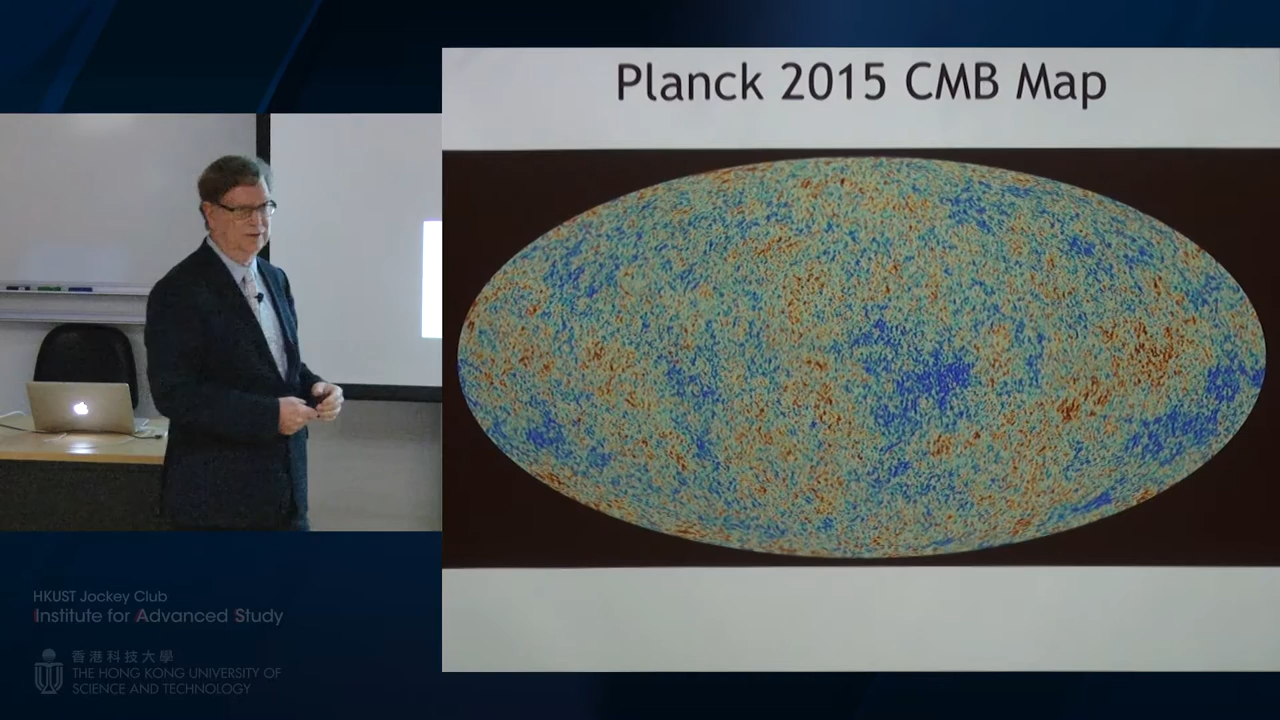 Planck 2015 CMB Map
HKUST Jockey Club
Institute for Advanced Study
香港科技大學
THE HONG KONG UNIVERSITY OF
SCIENCE AND TECHNOLOGY